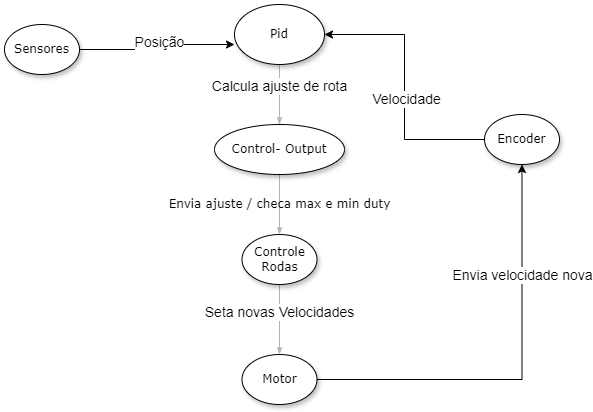 Sensores
Posição
Pid
Calcula ajuste de rota
Velocidade
Control- Output
Encoder
Envia ajuste / checa max e min duty
Controle
Rodas
Envia velocidade nova
Seta novas Velocidades
Motor